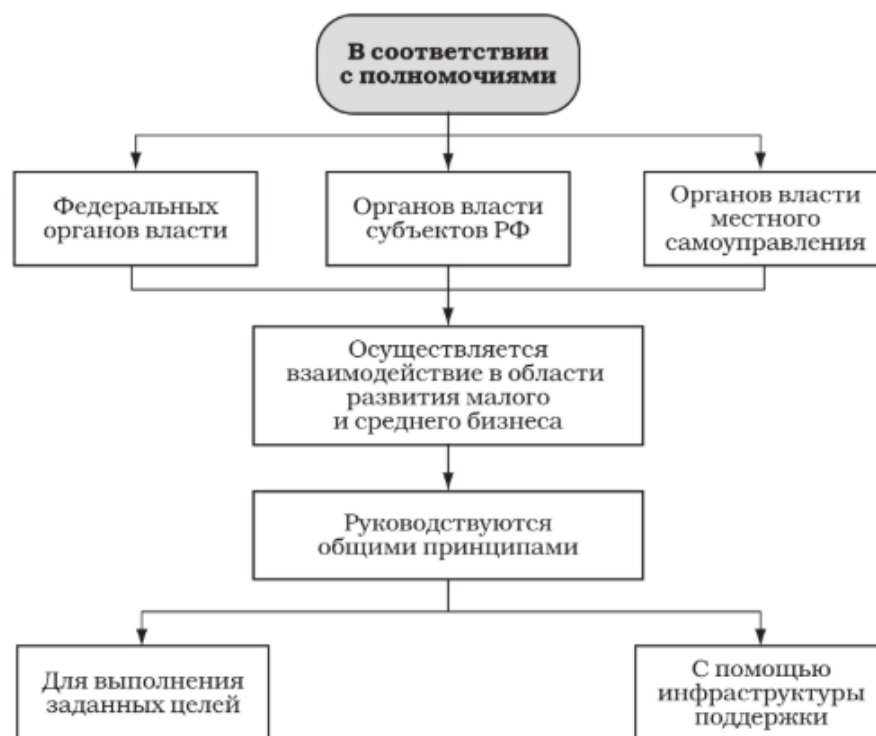 В соответствии
с полномочиями
Федеральных
органов власти
Органов власти
субъектов РФ
Органов власти
местного
самоуправления
Осуществляется
взаимодействие в области
развития малого
и среднего бизнеса
Руководствуются
общими принципами
Для выполнения
заданных целей
С помощью
инфраструктуры
поддержки